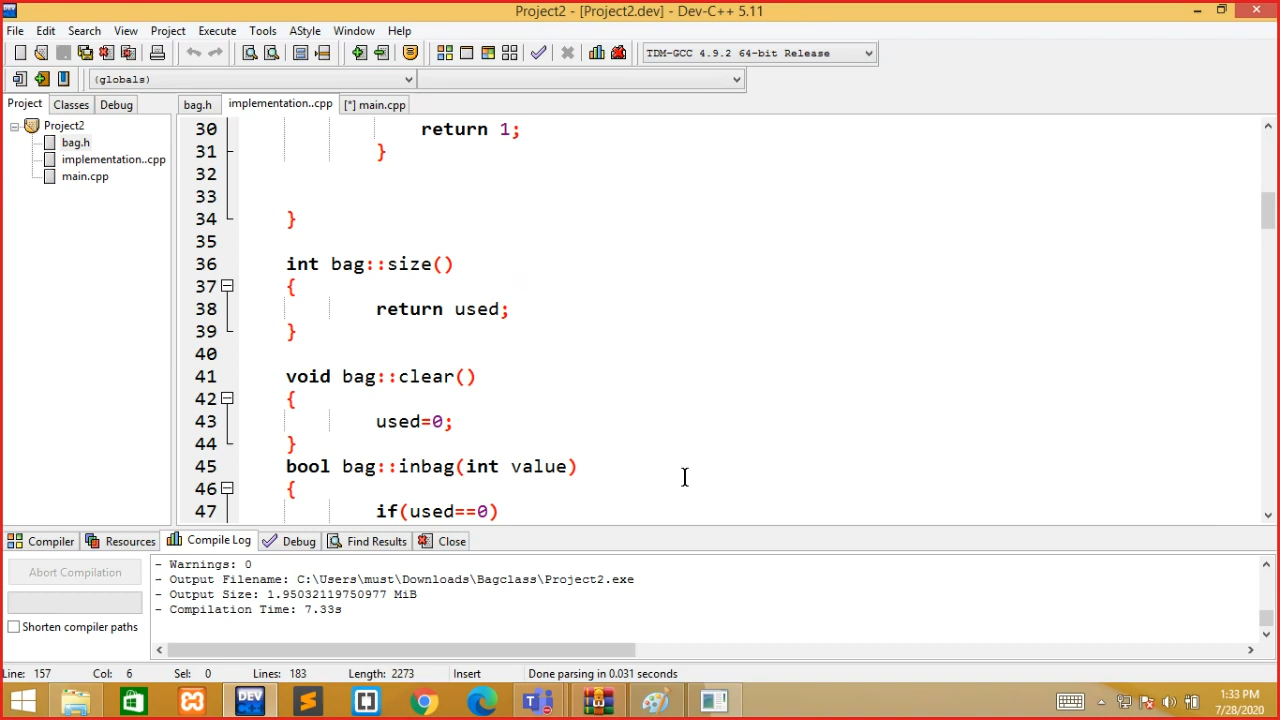 Project2 - [Project2.dev] - Dev-C++ 5.11
File Edit Search View Project Execute Tools AStyle Window Help
TDM-GCC 4.9.2 64-bit Release
(globals)
Project Classes Debug
bag.h implementation..cpp [*] main.cpp
Project2
bag.h
implementation..cpp
main.cpp
30 return 1;
31 }
32
33
34 }
35
36 int bag::size()
37 {
38 return used;
39 }
40
41 void bag::clear()
42 {
43 used=0;
44 }
45 bool bag::inbag(int value)
46 {
47 if(used==0)
Compiler Resources Compile Log Debug Find Results Close
Abort Compilation
Shorten compiler paths
- Warnings: 0
- Output Filename: C:\Users\must\Downloads\Bagclass\Project2.exe
- Output Size: 1.95032119750977 MiB
- Compilation Time: 7.33s
Line: 157 Col: 6 Sel: 0 Lines: 183 Length: 2273 Insert Done parsing in 0.031 seconds
DEV
1:33 PM
7/28/2020